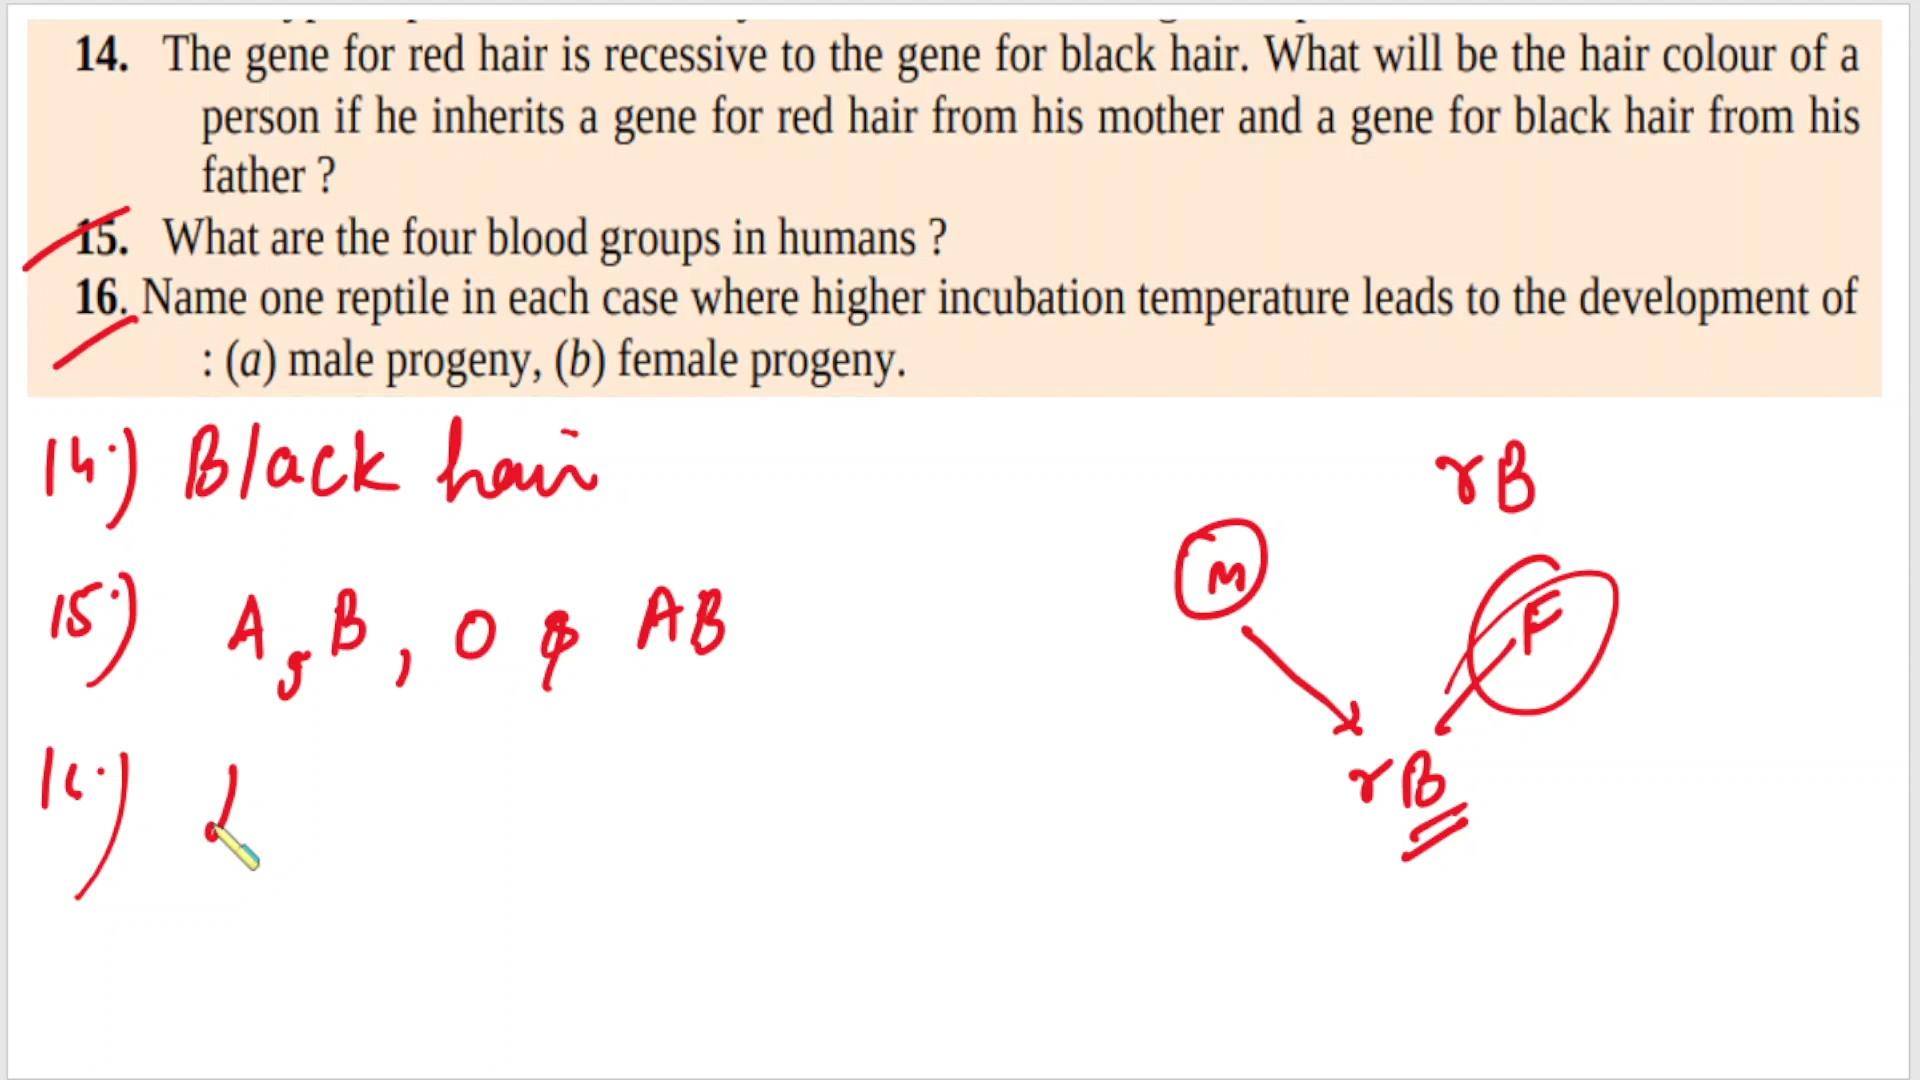 14. The gene for red hair is recessive to the gene for black hair. What will be the hair colour of a
person if he inherits a gene for red hair from his mother and a gene for black hair from his
father ?
15. What are the four blood groups in humans ?
16. Name one reptile in each case where higher incubation temperature leads to the development of
: (a) male progeny, (b) female progeny.
14.) Black hair
rB
M
F
15.) A, B, O & AB
rB
16.)